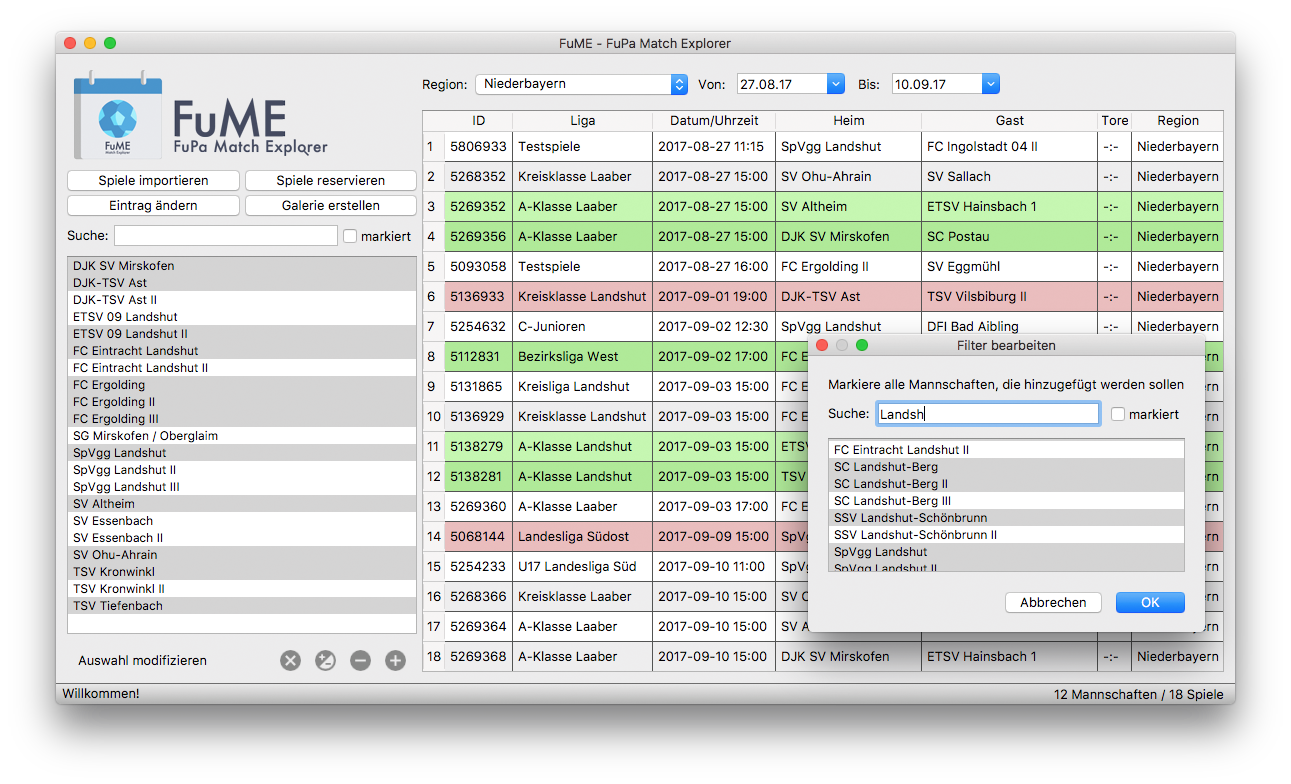 FuME - FuPa Match Explorer
FuME
Match Explorer
FuME
FuPa Match Explorer
Spiele importieren
Spiele reservieren
Eintrag ändern
Galerie erstellen
Suche:
markiert
DJK SV Mirskofen
DJK-TSV Ast
DJK-TSV Ast II
ETSV 09 Landshut
ETSV 09 Landshut II
FC Eintracht Landshut
FC Eintracht Landshut II
FC Ergolding
FC Ergolding II
FC Ergolding III
SG Mirskofen / Oberglaim
SpVgg Landshut
SpVgg Landshut II
SpVgg Landshut III
SV Altheim
SV Essenbach
SV Essenbach II
SV Ohu-Ahrain
TSV Kronwinkl
TSV Kronwinkl II
TSV Tiefenbach
Auswahl modifizieren
Region: Niederbayern Von: 27.08.17 Bis: 10.09.17
ID Liga Datum/Uhrzeit Heim Gast Tore Region
1 5806933 Testspiele 2017-08-27 11:15 SpVgg Landshut FC Ingolstadt 04 II -:- Niederbayern
2 5268352 Kreisklasse Laaber 2017-08-27 15:00 SV Ohu-Ahrain SV Sallach -:- Niederbayern
3 5269352 A-Klasse Laaber 2017-08-27 15:00 SV Altheim ETSV Hainsbach 1 -:- Niederbayern
4 5269356 A-Klasse Laaber 2017-08-27 15:00 DJK SV Mirskofen SC Postau -:- Niederbayern
5 5093058 Testspiele 2017-08-27 16:00 FC Ergolding II SV Eggmühl -:- Niederbayern
6 5136933 Kreisklasse Landshut 2017-09-01 19:00 DJK-TSV Ast TSV Vilsbiburg II -:- Niederbayern
7 5254632 C-Junioren 2017-09-02 12:30 SpVgg Landshut DFI Bad Aibling -:- Niederbayern
8 5112831 Bezirksliga West 2017-09-02 17:00 FC E
9 5131865 Kreisliga Landshut 2017-09-03 15:00 FC E
10 5136929 Kreisklasse Landshut 2017-09-03 15:00 FC E
11 5138279 A-Klasse Landshut 2017-09-03 15:00 ETSV
12 5138281 A-Klasse Landshut 2017-09-03 15:00 TSV
13 5269360 A-Klasse Laaber 2017-09-03 17:00 FC E
14 5068144 Landesliga Südost 2017-09-09 15:00 SpVg
15 5254233 U17 Landesliga Süd 2017-09-10 11:00 SpVg
16 5268366 Kreisklasse Laaber 2017-09-10 15:00 SV O
17 5269364 A-Klasse Laaber 2017-09-10 15:00 SV A
18 5269368 A-Klasse Laaber 2017-09-10 15:00 DJK SV Mirskofen ETSV Hainsbach 1 -:- Niederbayern
Filter bearbeiten
Markiere alle Mannschaften, die hinzugefügt werden sollen
Suche: Landsh markiert
FC Eintracht Landshut II
SC Landshut-Berg
SC Landshut-Berg II
SC Landshut-Berg III
SSV Landshut-Schönbrunn
SSV Landshut-Schönbrunn II
SpVgg Landshut
SpVgg Landshut II
Abbrechen
OK
Willkommen!
12 Mannschaften / 18 Spiele